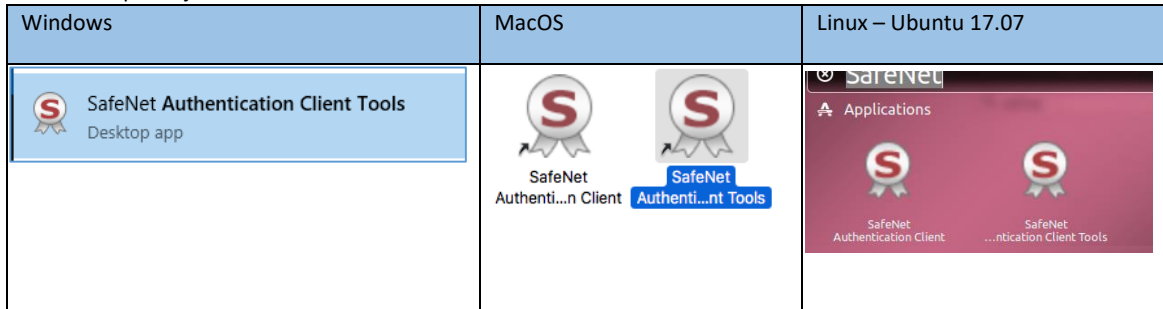 Windows
MacOS
Linux – Ubuntu 17.07
S
SafeNet Authentication Client Tools
Desktop app
S
SafeNet
Authenti...n Client
S
SafeNet
Authenti...nt Tools
SafeNet
Applications
S
SafeNet
Authentication Client
S
SafeNet
...ntication Client Tools